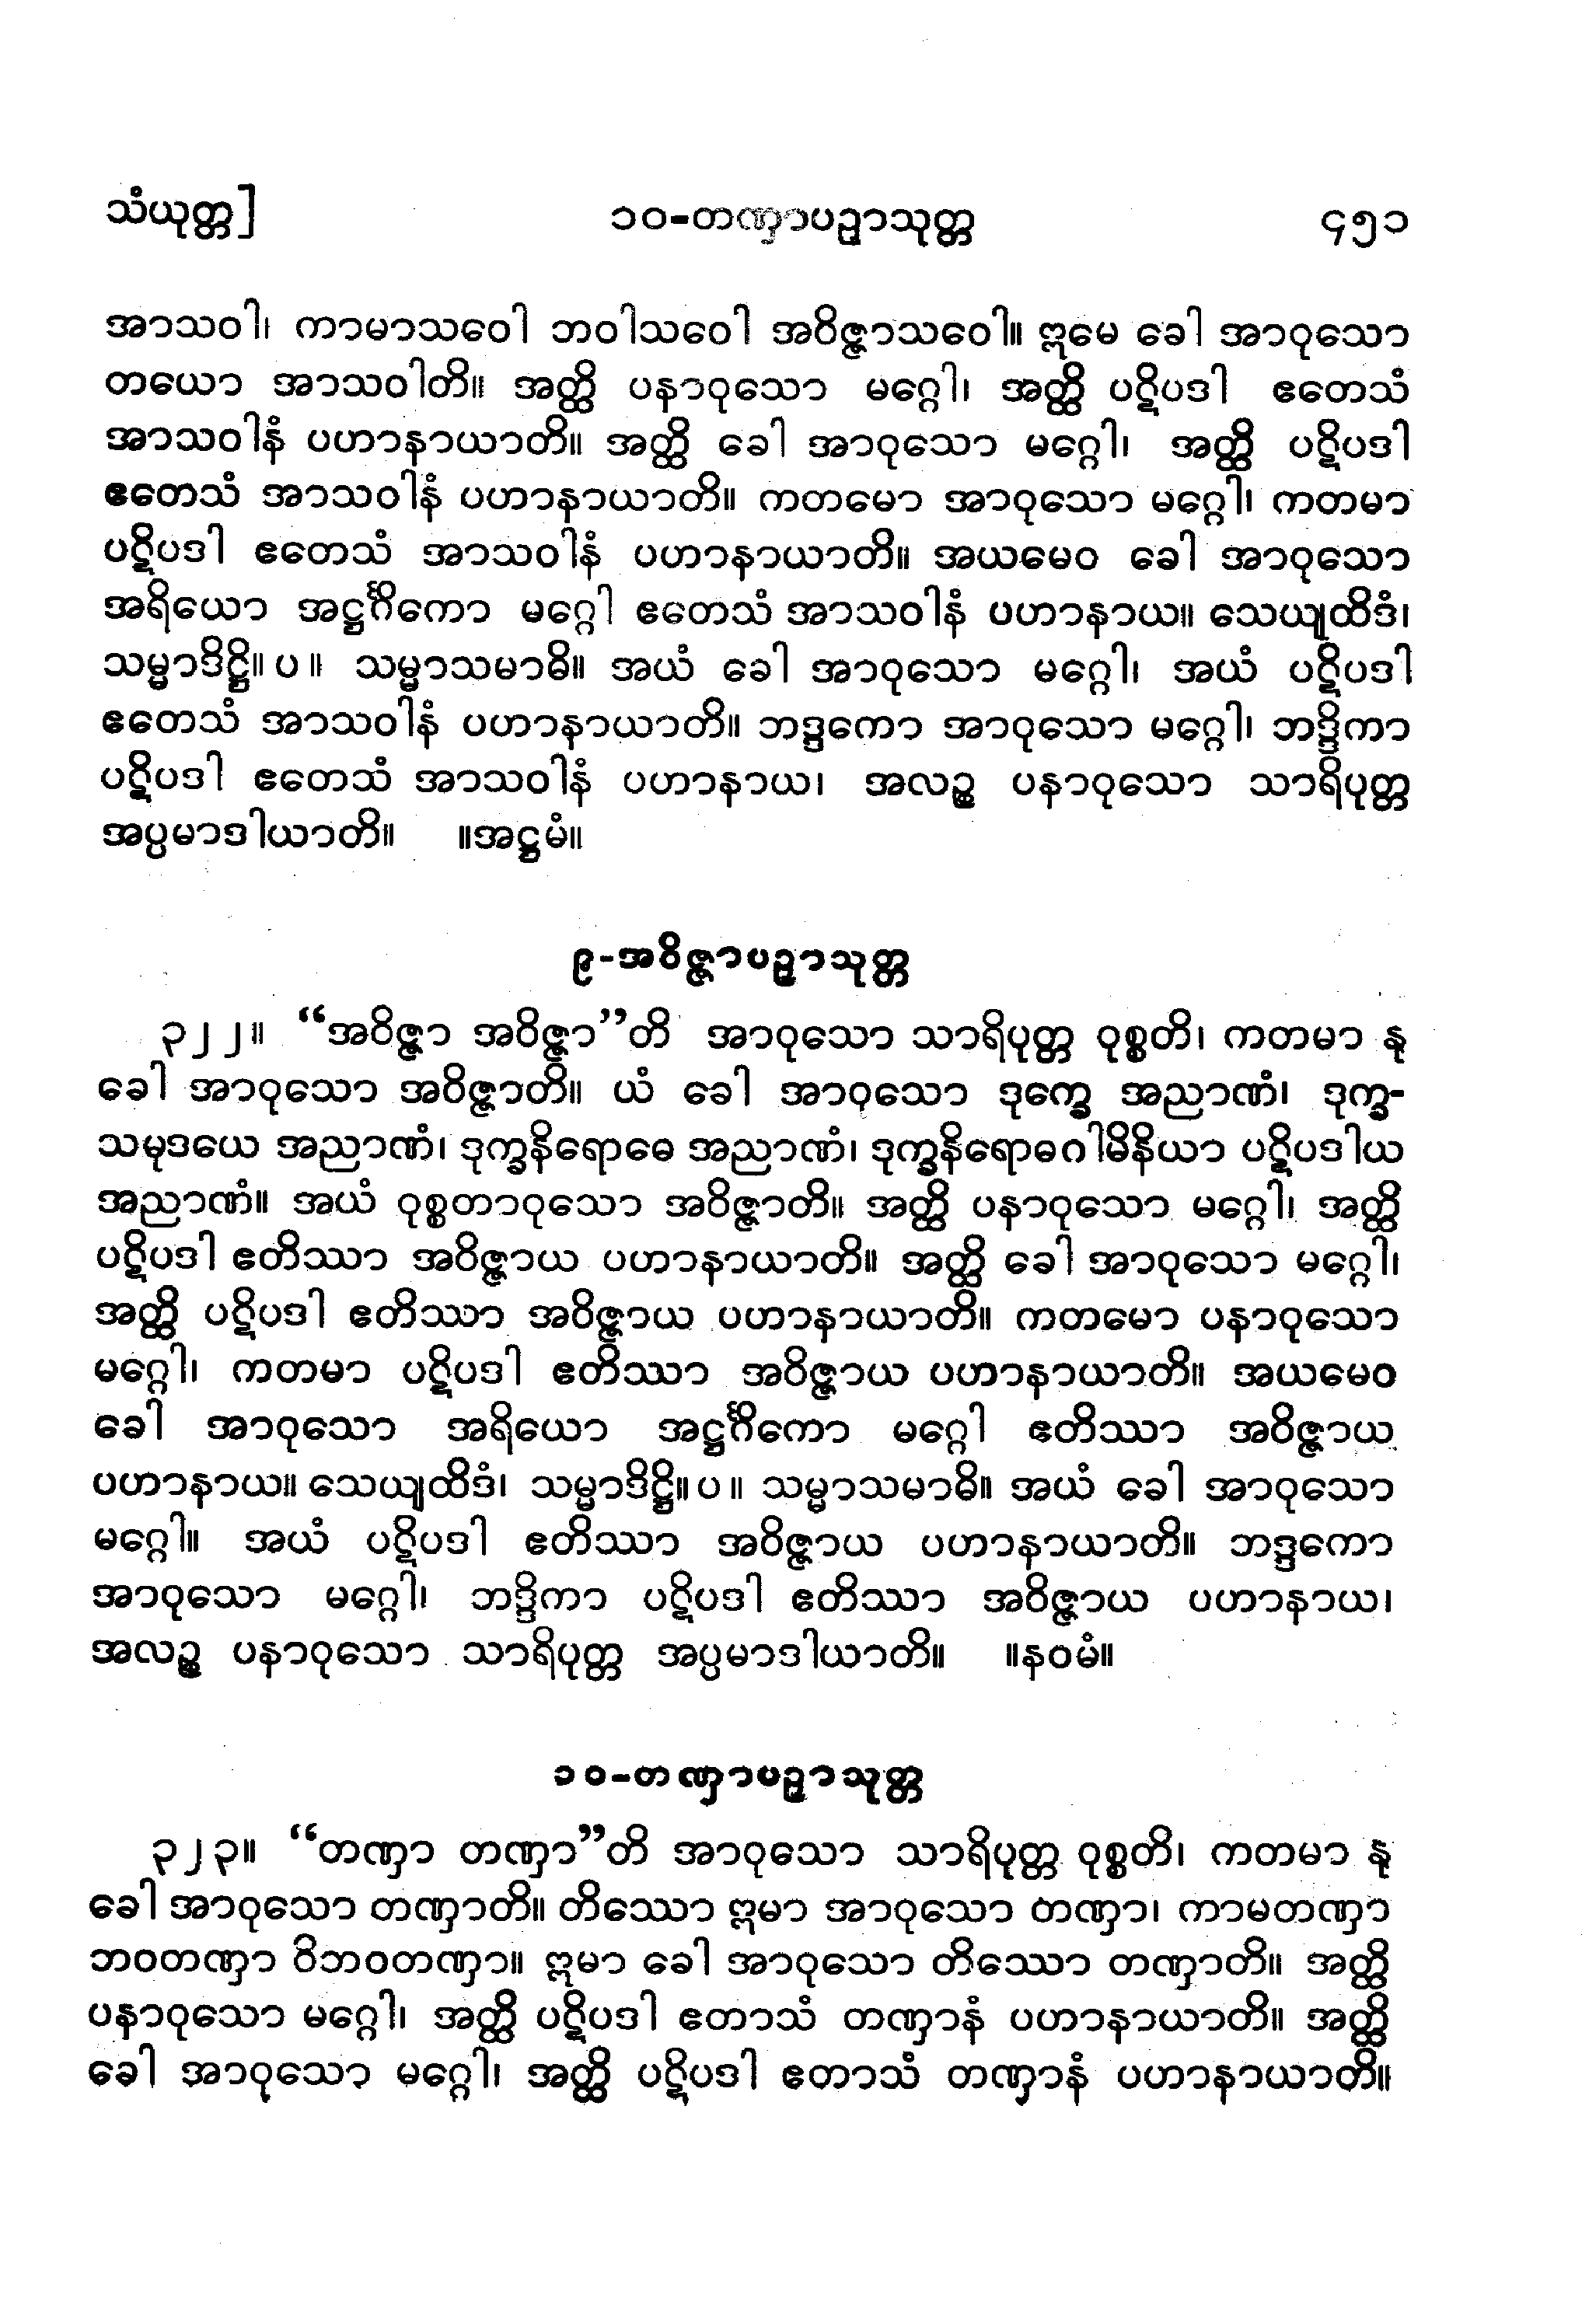 သံယုတ္တ]
၁၀-တဏှာပဥှာသုတ္တ
၄၅၁
အာသဝါ၊ ကာမာသဝေါ ဘဝါသဝေါ အဝိဇ္ဇာသဝေါ။ ဣမေ ခေါ အာဝုသော
တယော အာသဝါတိ။ အတ္ထိ ပနာဝုသော မဂ္ဂေါ၊ အတ္ထိ ပဋိပဒါ ဧတေသံ
အာသဝါနံ ပဟာနာယာတိ။ အတ္ထိ ခေါ အာဝုသော မဂ္ဂေါ၊ အတ္ထိ ပဋိပဒါ
ဧတေသံ အာသဝါနံ ပဟာနာယာတိ။ ကတမော အာဝုသော မဂ္ဂေါ၊ ကတမာ
ပဋိပဒါ ဧတေသံ အာသဝါနံ ပဟာနာယာတိ။ အယမေဝ ခေါ အာဝုသော
အရိယော အဋ္ဌင်္ဂိကော မဂ္ဂေါ ဧတေသံ အာသဝါနံ ပဟာနာယ။ သေယျထိဒံ၊
သမ္မာဒိဋ္ဌိ။ ပ ။ သမ္မာသမာဓိ။ အယံ ခေါ အာဝုသော မဂ္ဂေါ၊ အယံ ပဋိပဒါ
ဧတေသံ အာသဝါနံ ပဟာနာယာတိ။ ဘဒ္ဒကော အာဝုသော မဂ္ဂေါ၊ ဘဒ္ဒိကာ
ပဋိပဒါ ဧတေသံ အာသဝါနံ ပဟာနာယ၊ အလဉ္စ ပနာဝုသော သာရိပုတ္တ
အပ္ပမာဒါယာတိ။ ။အဋ္ဌမံ။
၉-အဝိဇ္ဇာပဥှာသုတ္တ
၃၂၂။ “အဝိဇ္ဇာ အဝိဇ္ဇာ”တိ အာဝုသော သာရိပုတ္တ ဝုစ္စတိ၊ ကတမာ နု
ခေါ အာဝုသော အဝိဇ္ဇာတိ။ ယံ ခေါ အာဝုသော ဒုက္ခေ အညာဏံ၊ ဒုက္ခ-
သမုဒယေ အညာဏံ၊ ဒုက္ခနိရောဓေ အညာဏံ၊ ဒုက္ခနိရောဓဂါမိနိယာ ပဋိပဒါယ
အညာဏံ။ အယံ ဝုစ္စတာဝုသော အဝိဇ္ဇာတိ။ အတ္ထိ ပနာဝုသော မဂ္ဂေါ၊ အတ္ထိ
ပဋိပဒါ ဧတိဿာ အဝိဇ္ဇာယ ပဟာနာယာတိ။ အတ္ထိ ခေါ အာဝုသော မဂ္ဂေါ၊
အတ္ထိ ပဋိပဒါ ဧတိဿာ အဝိဇ္ဇာယ ပဟာနာယာတိ။ ကတမော ပနာဝုသော
မဂ္ဂေါ၊ ကတမာ ပဋိပဒါ ဧတိဿာ အဝိဇ္ဇာယ ပဟာနာယာတိ။ အယမေဝ
ခေါ အာဝုသော အရိယော အဋ္ဌင်္ဂိကော မဂ္ဂေါ ဧတိဿာ အဝိဇ္ဇာယ
ပဟာနာယ။ သေယျထိဒံ၊ သမ္မာဒိဋ္ဌိ။ ပ ။ သမ္မာသမာဓိ။ အယံ ခေါ အာဝုသော
မဂ္ဂေါ။ အယံ ပဋိပဒါ ဧတိဿာ အဝိဇ္ဇာယ ပဟာနာယာတိ။ ဘဒ္ဒကော
အာဝုသော မဂ္ဂေါ၊ ဘဒ္ဒိကာ ပဋိပဒါ ဧတိဿာ အဝိဇ္ဇာယ ပဟာနာယ၊
အလဉ္စ ပနာဝုသော သာရိပုတ္တ အပ္ပမာဒါယာတိ။ ။နဝမံ။
၁၀-တဏှာပဥှာသုတ္တ
၃၂၃။ “တဏှာ တဏှာ”တိ အာဝုသော သာရိပုတ္တ ဝုစ္စတိ၊ ကတမာ နု
ခေါ အာဝုသော တဏှာတိ။ တိဿော ဣမာ အာဝုသော တဏှာ၊ ကာမတဏှာ
ဘဝတဏှာ ဝိဘဝတဏှာ။ ဣမာ ခေါ အာဝုသော တိဿော တဏှာတိ။ အတ္ထိ
ပနာဝုသော မဂ္ဂေါ၊ အတ္ထိ ပဋိပဒါ ဧတာသံ တဏှာနံ ပဟာနာယာတိ။ အတ္ထိ
ခေါ အာဝုသော မဂ္ဂေါ၊ အတ္ထိ ပဋိပဒါ ဧတာသံ တဏှာနံ ပဟာနာယာတိ။